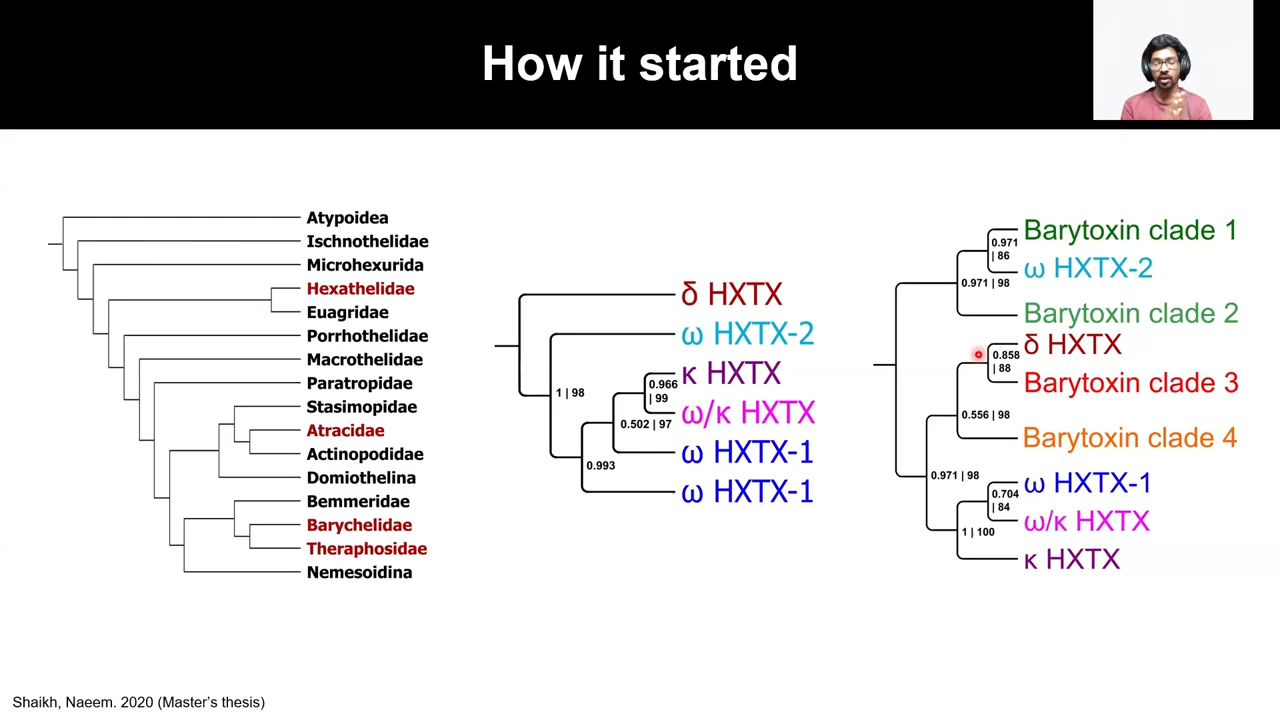 How it started
Atypoidea
Ischnothelidae
Microhexurida
Hexathelidae
Euagridae
Porrhothelidae
Macrothelidae
Paratropidae
Stasimopidae
Atracidae
Actinopodidae
Domiothelina
Bemmeridae
Barychelidae
Theraphosidae
Nemesoidina
δ HXTX
ω HXTX-2
κ HXTX
ω/κ HXTX
ω HXTX-1
ω HXTX-1
1 | 98
0.966
| 99
0.502 | 97
0.993
Barytoxin clade 1
ω HXTX-2
Barytoxin clade 2
δ HXTX
Barytoxin clade 3
Barytoxin clade 4
ω HXTX-1
ω/κ HXTX
κ HXTX
0.971
| 86
0.971 | 98
0.858
| 88
0.556 | 98
0.971 | 98
0.704
| 84
1 | 100
Shaikh, Naeem. 2020 (Master's thesis)